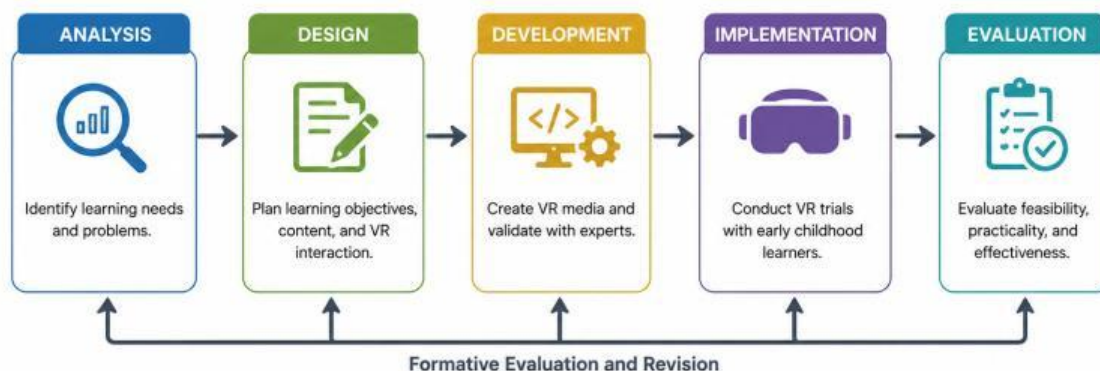 ANALYSIS
Identify learning needs
and problems.
DESIGN
Plan learning objectives,
content, and VR
interaction.
DEVELOPMENT
</>
Create VR media and
validate with experts.
IMPLEMENTATION
Conduct VR trials
with early childhood
learners.
EVALUATION
Evaluate feasibility,
practicality, and
effectiveness.
Formative Evaluation and Revision